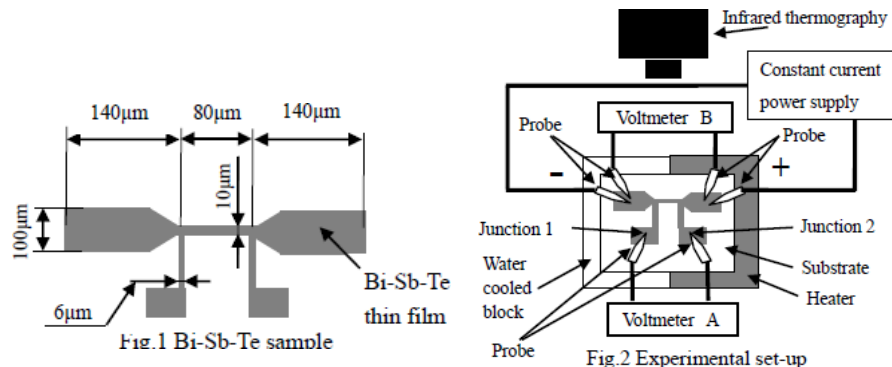 140μm
80μm
140μm
10μm
100μm
6μm
Bi-Sb-Te
thin film
Fig.1 Bi-Sb-Te sample
Infrared thermography
Constant current
power supply
Voltmeter B
Probe
Probe
-
+
Junction 1
Junction 2
Water
cooled
block
Substrate
Heater
Voltmeter A
Probe
Fig.2 Experimental set-up